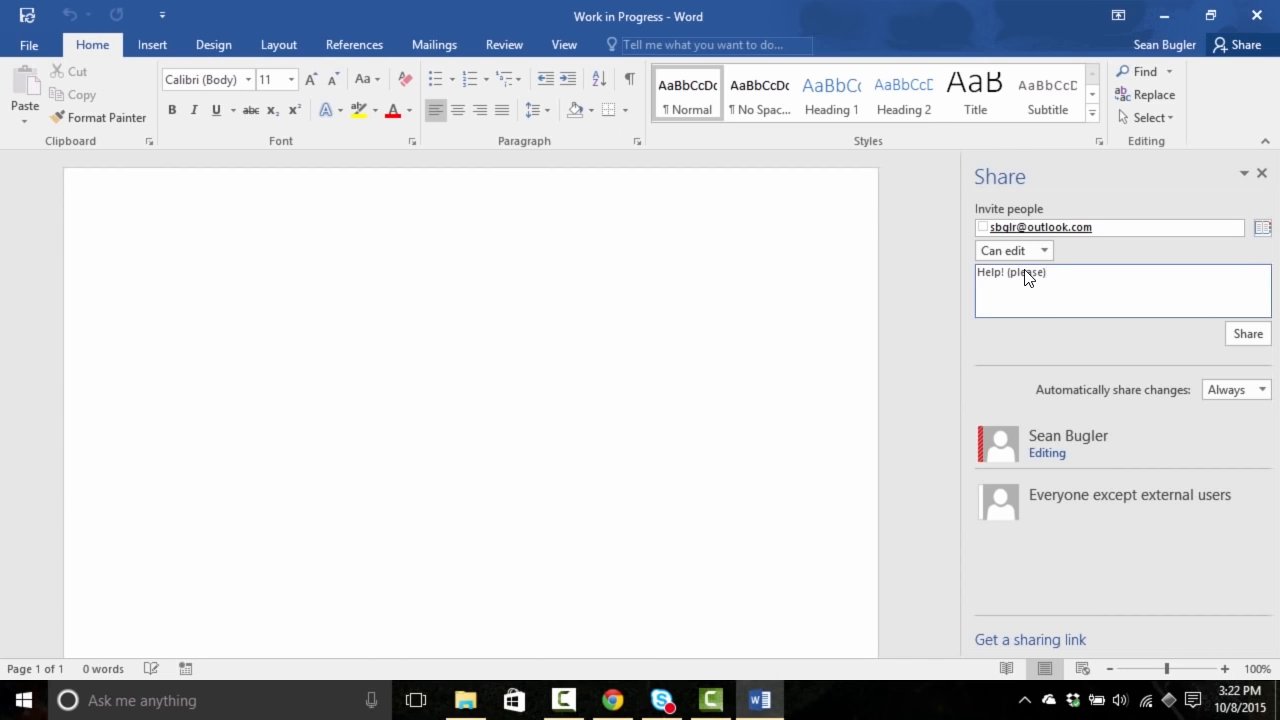 Work in Progress - Word
File Home Insert Design Layout References Mailings Review View Tell me what you want to do... Sean Bugler Share
Paste
Cut
Copy
Format Painter
Clipboard
Calibri (Body) 11 Aa
B I U abc X₂ X² A ab A
Font
Paragraph
AaBbCcDc AaBbCcDc AaBbCc AaBbCcD AaB AaBbCcD
¶ Normal ¶ No Spac... Heading 1 Heading 2 Title Subtitle
Styles
Find
Replace
Select
Editing
Share
Invite people
sbglr@outlook.com
Can edit
Help! (please)
Share
Automatically share changes: Always
Sean Bugler
Editing
Everyone except external users
Get a sharing link
Page 1 of 1 0 words 100%
Ask me anything
3:22 PM
10/8/2015